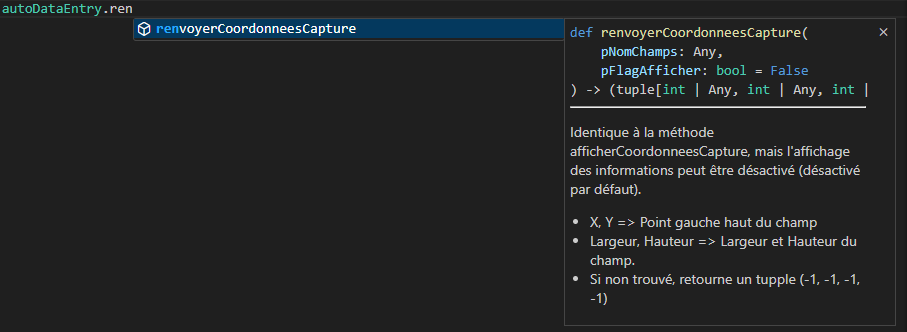 autoDataEntry.ren
renvoyerCoordonneesCapture
def renvoyerCoordonneesCapture(
pNomChamps: Any,
pFlagAfficher: bool = False
) -> (tuple[int | Any, int | Any, int |
Identique à la méthode
afficherCoordonneesCapture, mais l'affichage
des informations peut être désactivé (désactivé
par défaut).
• X, Y => Point gauche haut du champ
• Largeur, Hauteur => Largeur et Hauteur du
champ.
• Si non trouvé, retourne un tupple (-1, -1, -1,
-1)